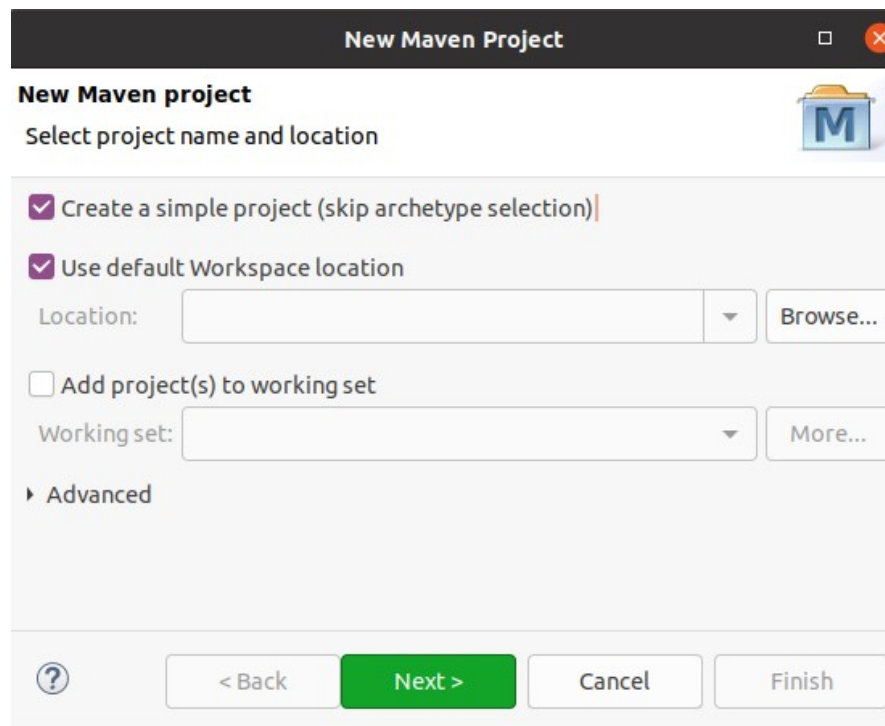 New Maven Project
New Maven project
Select project name and location
M
Create a simple project (skip archetype selection)
Use default Workspace location
Location: Browse...
Add project(s) to working set
Working set: More...
Advanced
? < Back Next > Cancel Finish